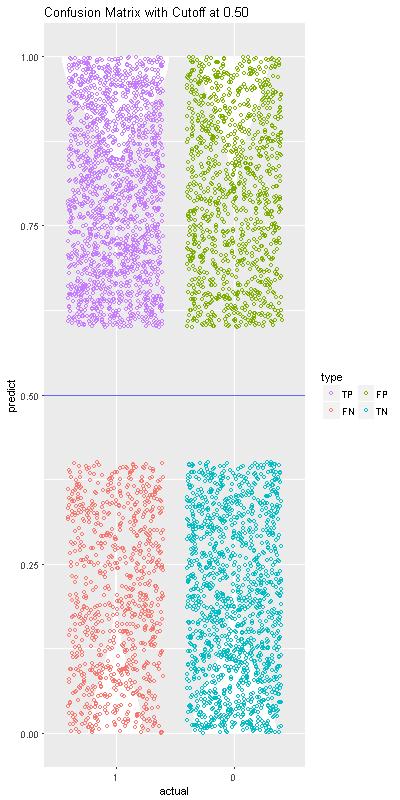 Confusion Matrix with Cutoff at 0.50
1.00
0.75
0.50
0.25
0.00
predict
1 0
actual
type
TP FP
FN TN